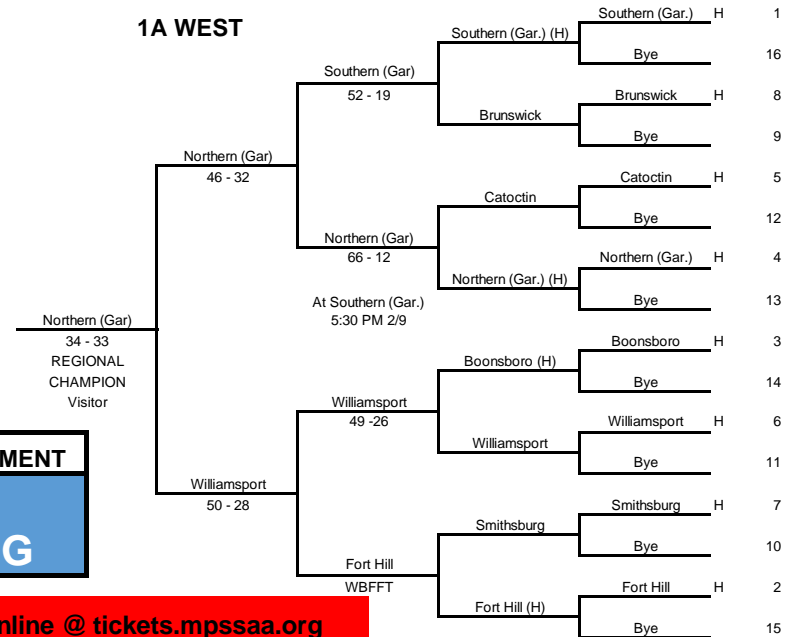 1A WEST
Southern (Gar.) H 1
Southern (Gar.) (H)
Bye 16
Southern (Gar)
52 - 19
Brunswick H 8
Brunswick
Bye 9
Northern (Gar)
46 - 32
Catoctin H 5
Catoctin
Bye 12
Northern (Gar)
66 - 12
Northern (Gar.) H 4
Northern (Gar.) (H)
Bye 13
At Southern (Gar.)
5:30 PM 2/9
Northern (Gar)
34 - 33
REGIONAL
CHAMPION
Visitor
Boonsboro H 3
Boonsboro (H)
Bye 14
Williamsport
49 -26
Williamsport H 6
Williamsport
Bye 11
Williamsport
50 - 28
Smithsburg H 7
Smithsburg
Bye 10
Fort Hill
WBFFT
Fort Hill H 2
Fort Hill (H)
Bye 15
MENT
G
nline @ tickets.mpssaa.org